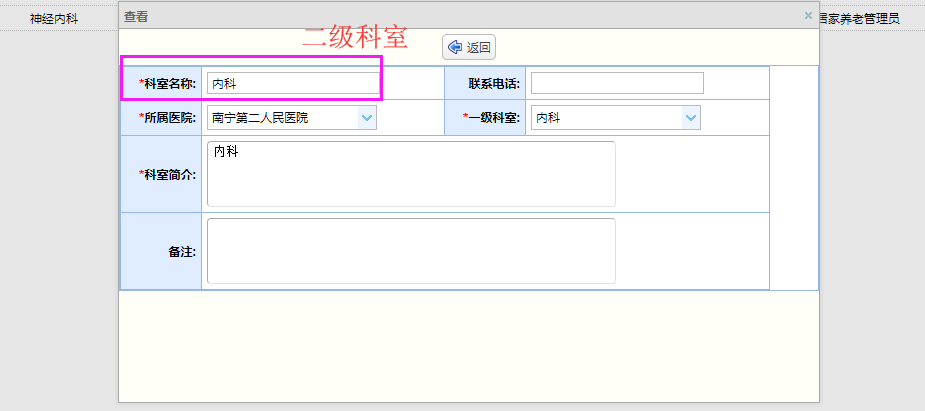 神经内科
查看
×
居家养老管理员
二级科室
返回
*科室名称: 内科 联系电话:
*所属医院: 南宁第二人民医院 *一级科室: 内科
*科室简介: 内科
备注: